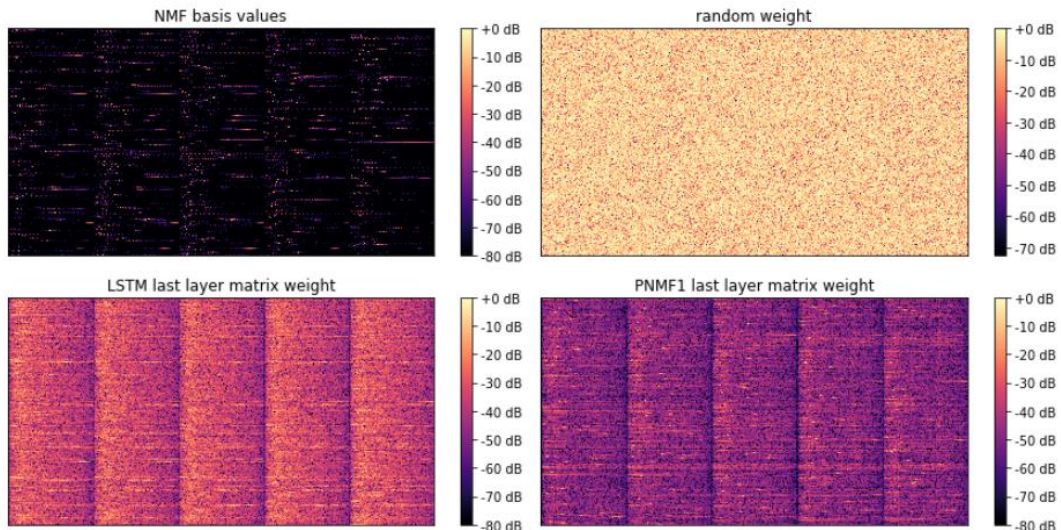 NMF basis values
+0 dB
-10 dB
-20 dB
-30 dB
-40 dB
-50 dB
-60 dB
-70 dB
-80 dB
random weight
+0 dB
-10 dB
-20 dB
-30 dB
-40 dB
-50 dB
-60 dB
-70 dB
LSTM last layer matrix weight
+0 dB
-10 dB
-20 dB
-30 dB
-40 dB
-50 dB
-60 dB
-70 dB
-80 dB
PNMF1 last layer matrix weight
+0 dB
-10 dB
-20 dB
-30 dB
-40 dB
-50 dB
-60 dB
-70 dB
-80 dB